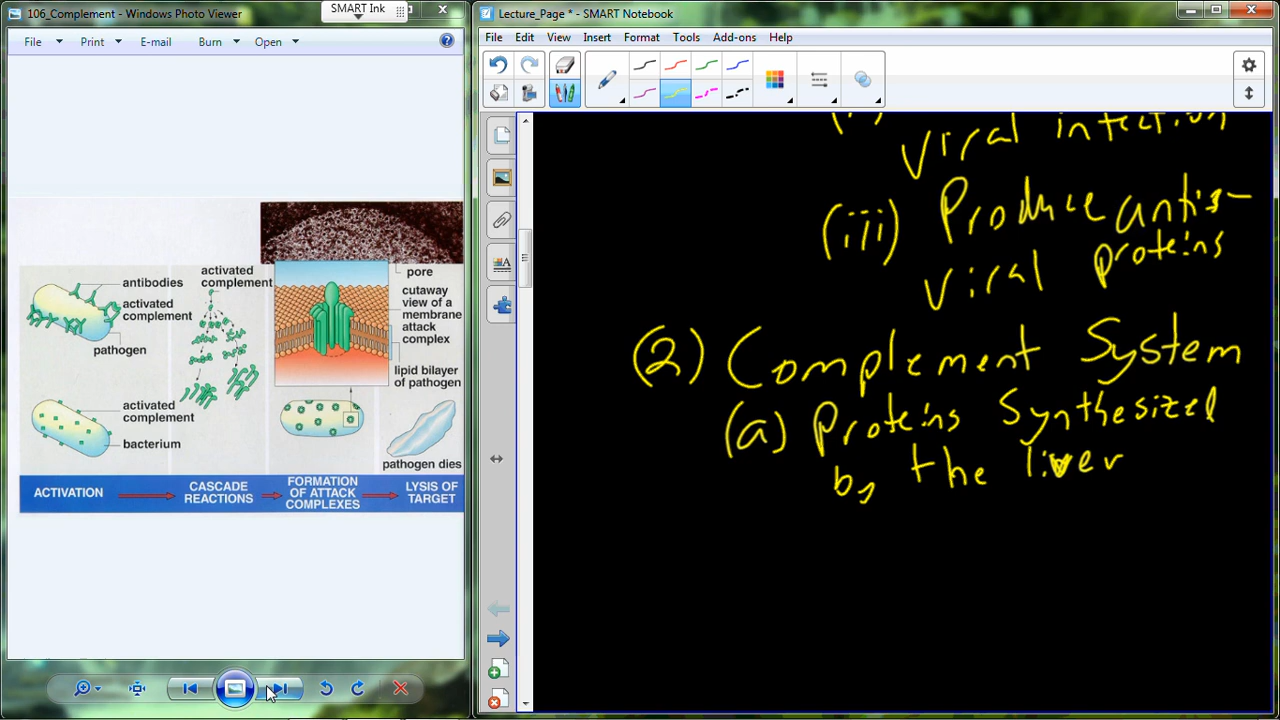 106_Complement - Windows Photo Viewer
SMART Ink
File Print E-mail Burn Open
antibodies
activated
complement
pathogen
activated
complement
bacterium
activated
complement
pore
cutaway
view of a
membrane
attack
complex
lipid bilayer
of pathogen
pathogen dies
ACTIVATION
CASCADE
REACTIONS
FORMATION
OF ATTACK
COMPLEXES
LYSIS OF
TARGET
Lecture_Page * - SMART Notebook
File Edit View Insert Format Tools Add-ons Help
viral infection
(iii) Produce anti-
viral proteins
(2) Complement System
(a) Proteins Synthesized
by the liver